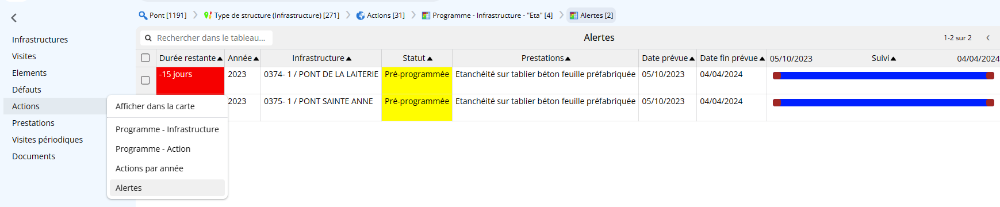 Pont [1191] Type de structure (Infrastructure) [271] Actions [31] Programme - Infrastructure - "Eta" [4] Alertes [2]
Rechercher dans le tableau... Alertes 1-2 sur 2
Infrastructures
Visites
Elements
Défauts
Actions
Prestations
Visites périodiques
Documents
Durée restante Année Infrastructure Statut Prestations Date prévue Date fin prévue 05/10/2023 Suivi 04/04/2024
-15 jours 2023 0374- 1 / PONT DE LA LAITERIE Pré-programmée Etanchéité sur tablier béton feuille préfabriquée 05/10/2023 04/04/2024
2023 0375- 1 / PONT SAINTE ANNE Pré-programmée Etanchéité sur tablier béton feuille préfabriquée 05/10/2023 04/04/2024
Afficher dans la carte
Programme - Infrastructure
Programme - Action
Actions par année
Alertes